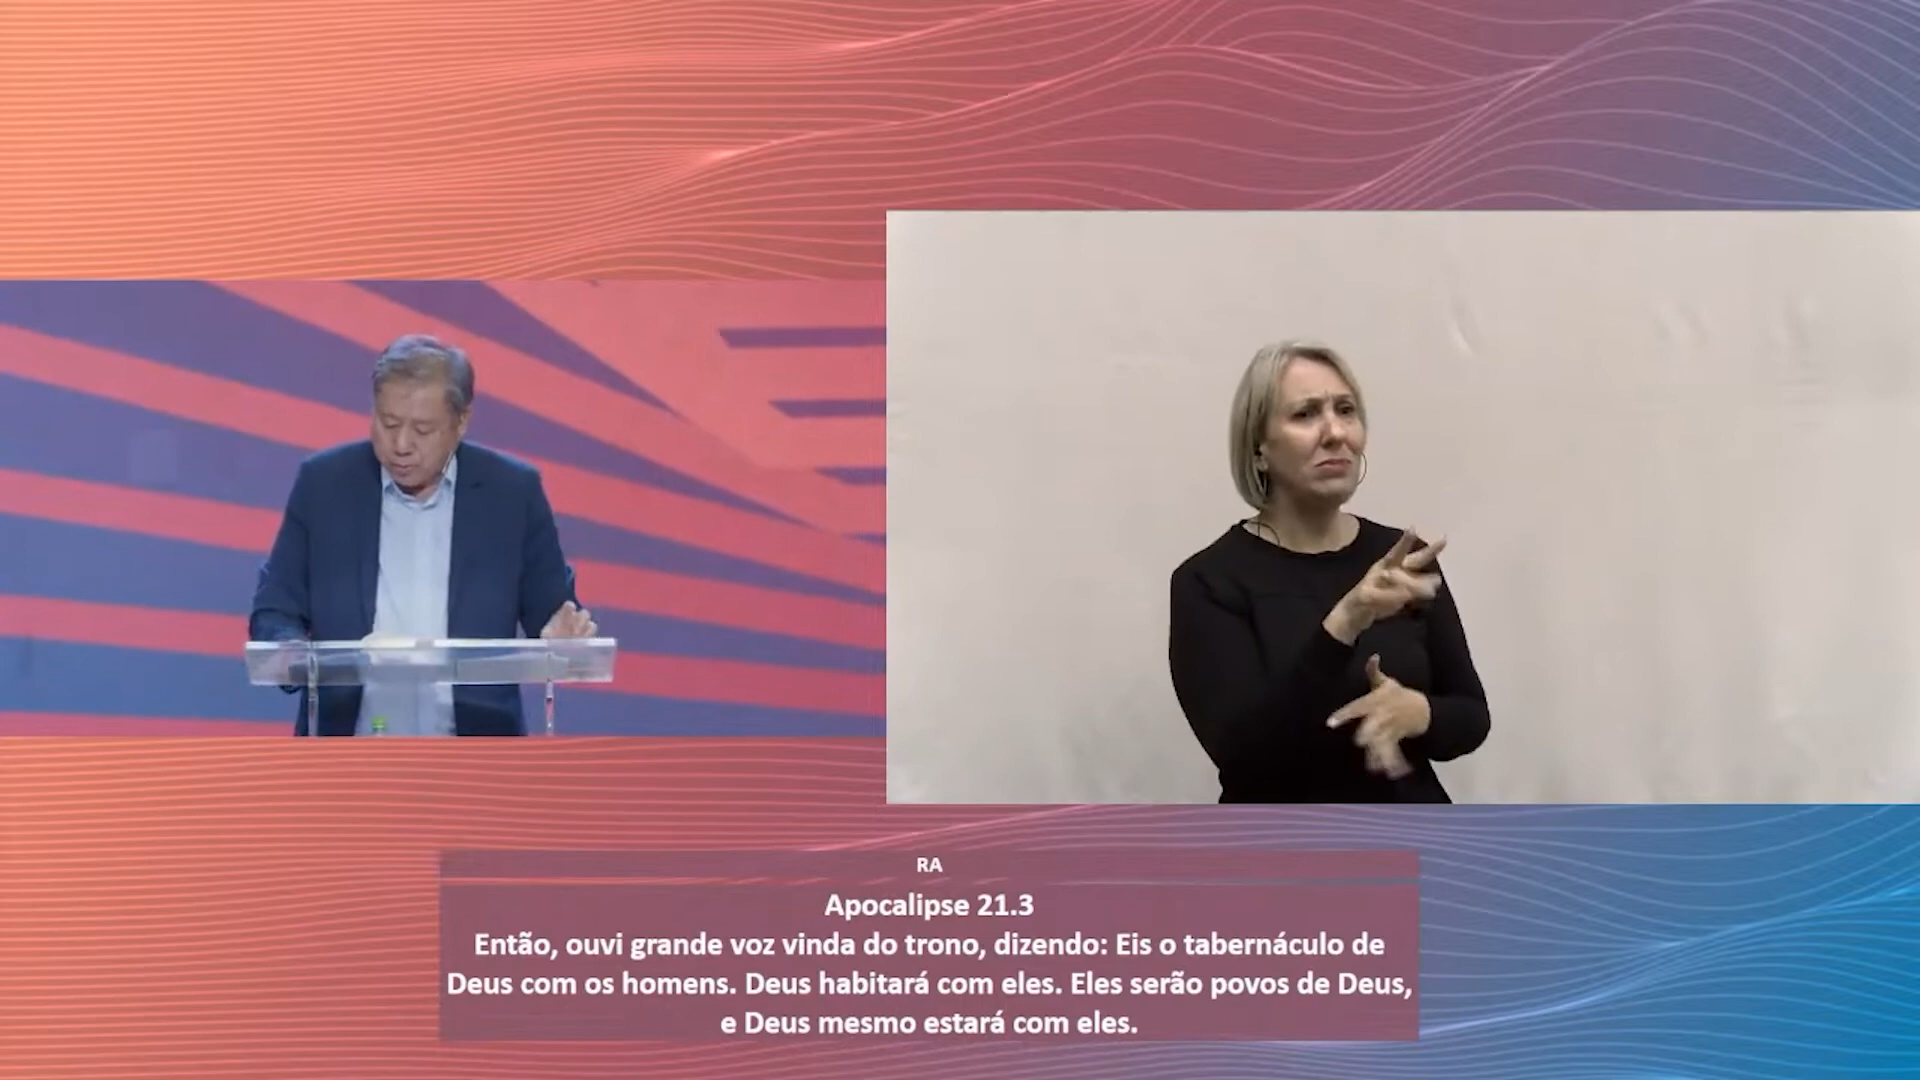 RA
Apocalipse 21.3
Então, ouvi grande voz vinda do trono, dizendo: Eis o tabernáculo de
Deus com os homens. Deus habitará com eles. Eles serão povos de Deus,
e Deus mesmo estará com eles.